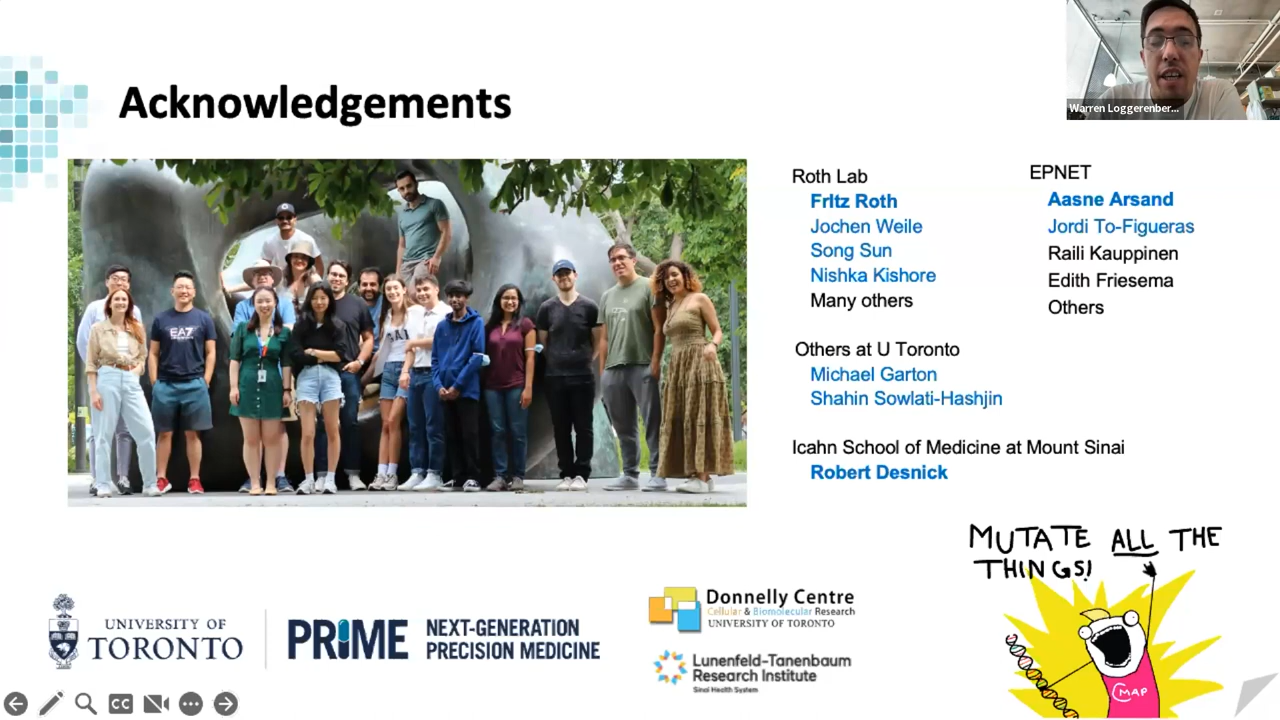 Warren Loggerenber...
Acknowledgements
Roth Lab
FrItz Roth
Jochen Weile
Song Sun
Nishka Kishore
Many others
EPNET
Aasne Arsand
Jordi To-Figueras
Raili Kauppinen
Edith Friesema
Others
Others at U Toronto
Michael Garton
Shahin Sowlati-Hashjin
Icahn School of Medicine at Mount Sinai
Robert Desnick
EA7
MUTATE ALL THE
THINGS!
CMAP
UNIVERSITY OF
TORONTO
PRiME
NEXT-GENERATION
PRECISION MEDICINE
Donnelly Centre
Cellular & Biomolecular Research
UNIVERSITY OF TORONTO
Lunenfeld-Tanenbaum
Research Institute
Sinai Health System
CC